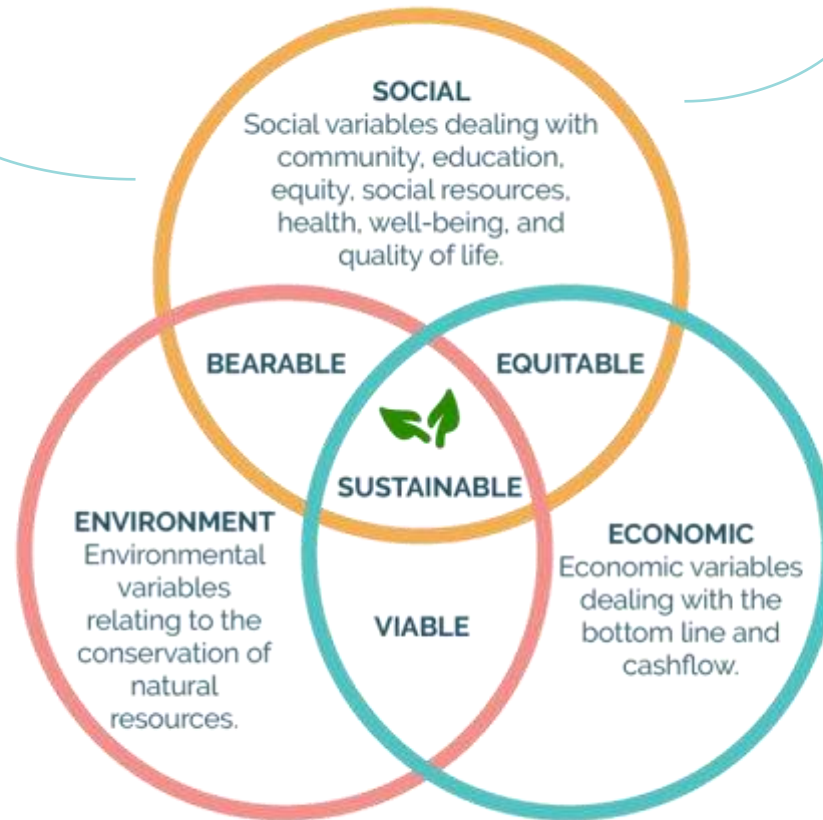 SOCIAL
Social variables dealing with
community, education,
equity, social resources,
health, well-being, and
quality of life.
BEARABLE
EQUITABLE
SUSTAINABLE
ENVIRONMENT
Environmental
variables
relating to the
conservation of
natural
resources.
ECONOMIC
Economic variables
dealing with the
bottom line and
cashflow.
VIABLE